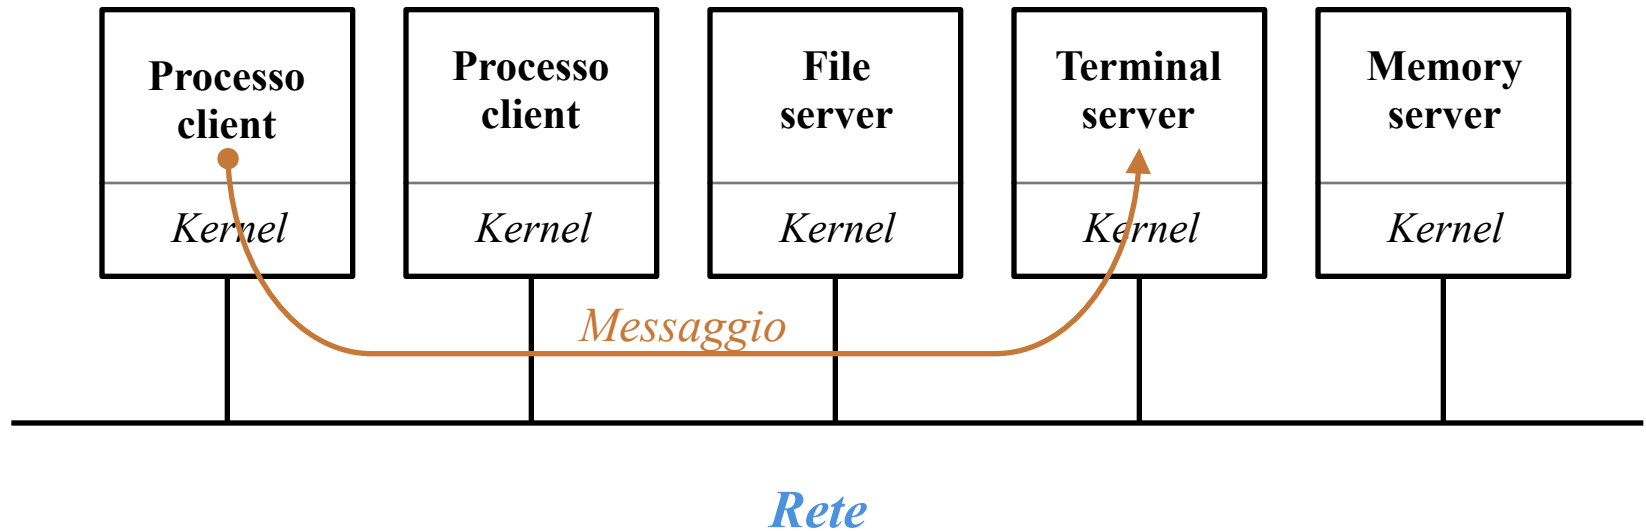 Processo
client
Processo
client
File
server
Terminal
server
Memory
server
Kernel
Kernel
Kernel
Kernel
Kernel
Messaggio
Rete